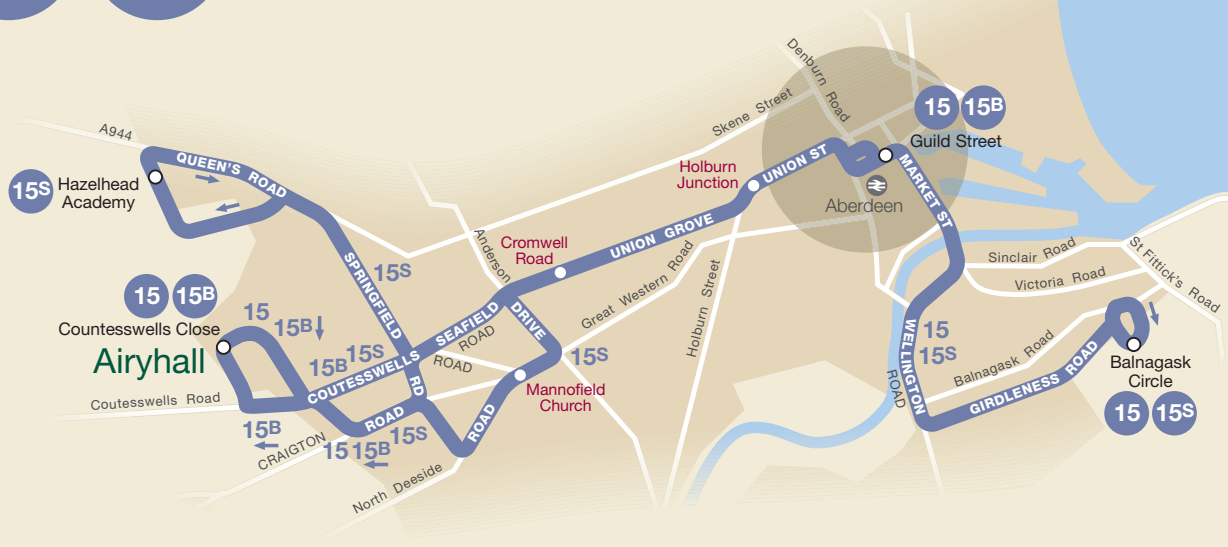 A944
QUEEN'S ROAD
15S
Hazelhead
Academy
SPRINGFIELD
RD
15S
15
15B
Countesswells Close
Airyhall
15
15B
15B
15S
COUTESSWELLS
ROAD
SEAFIELD
ROAD
Coutesswells Road
15B
CRAIGTON
ROAD
15
15B
15S
North Deeside
ROAD
Anderson
DRIVE
15S
Mannofield
Church
Cromwell
Road
UNION GROVE
Great Western Road
Holburn Street
Holburn
Junction
Skene Street
Denburn Road
UNION ST
15
15B
Guild Street
Aberdeen
MARKET ST
Sinclair Road
Victoria Road
St Fittick's Road
15
15S
WELLINGTON
ROAD
Balnagask Road
GIRDLENESS ROAD
Balnagask
Circle
15
15S